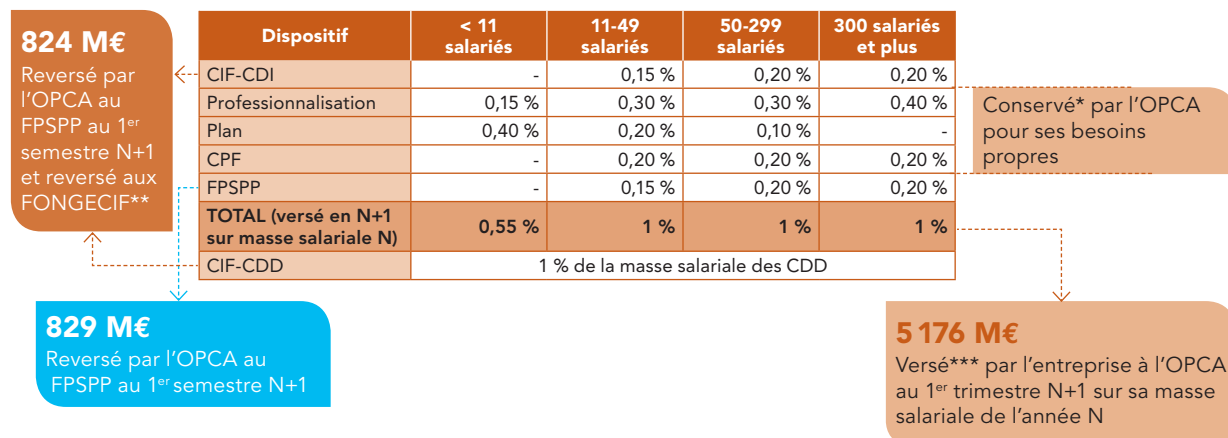 824 M€
Reversé par
l’OPCA au
FPSPP au 1er
semestre N+1
et reversé aux
FONGECIF**
Dispositif < 11 salariés 11-49 salariés 50-299 salariés 300 salariés et plus
CIF-CDI - 0,15 % 0,20 % 0,20 %
Professionnalisation 0,15 % 0,30 % 0,30 % 0,40 %
Plan 0,40 % 0,20 % 0,10 % -
CPF - 0,20 % 0,20 % 0,20 %
FPSPP - 0,15 % 0,20 % 0,20 %
TOTAL (versé en N+1 sur masse salariale N) 0,55 % 1 % 1 % 1 %
CIF-CDD 1 % de la masse salariale des CDD
Conservé* par l’OPCA
pour ses besoins
propres
829 M€
Reversé par l’OPCA au
FPSPP au 1er semestre N+1
5 176 M€
Versé*** par l’entreprise à l’OPCA
au 1er trimestre N+1 sur sa masse
salariale de l’année N